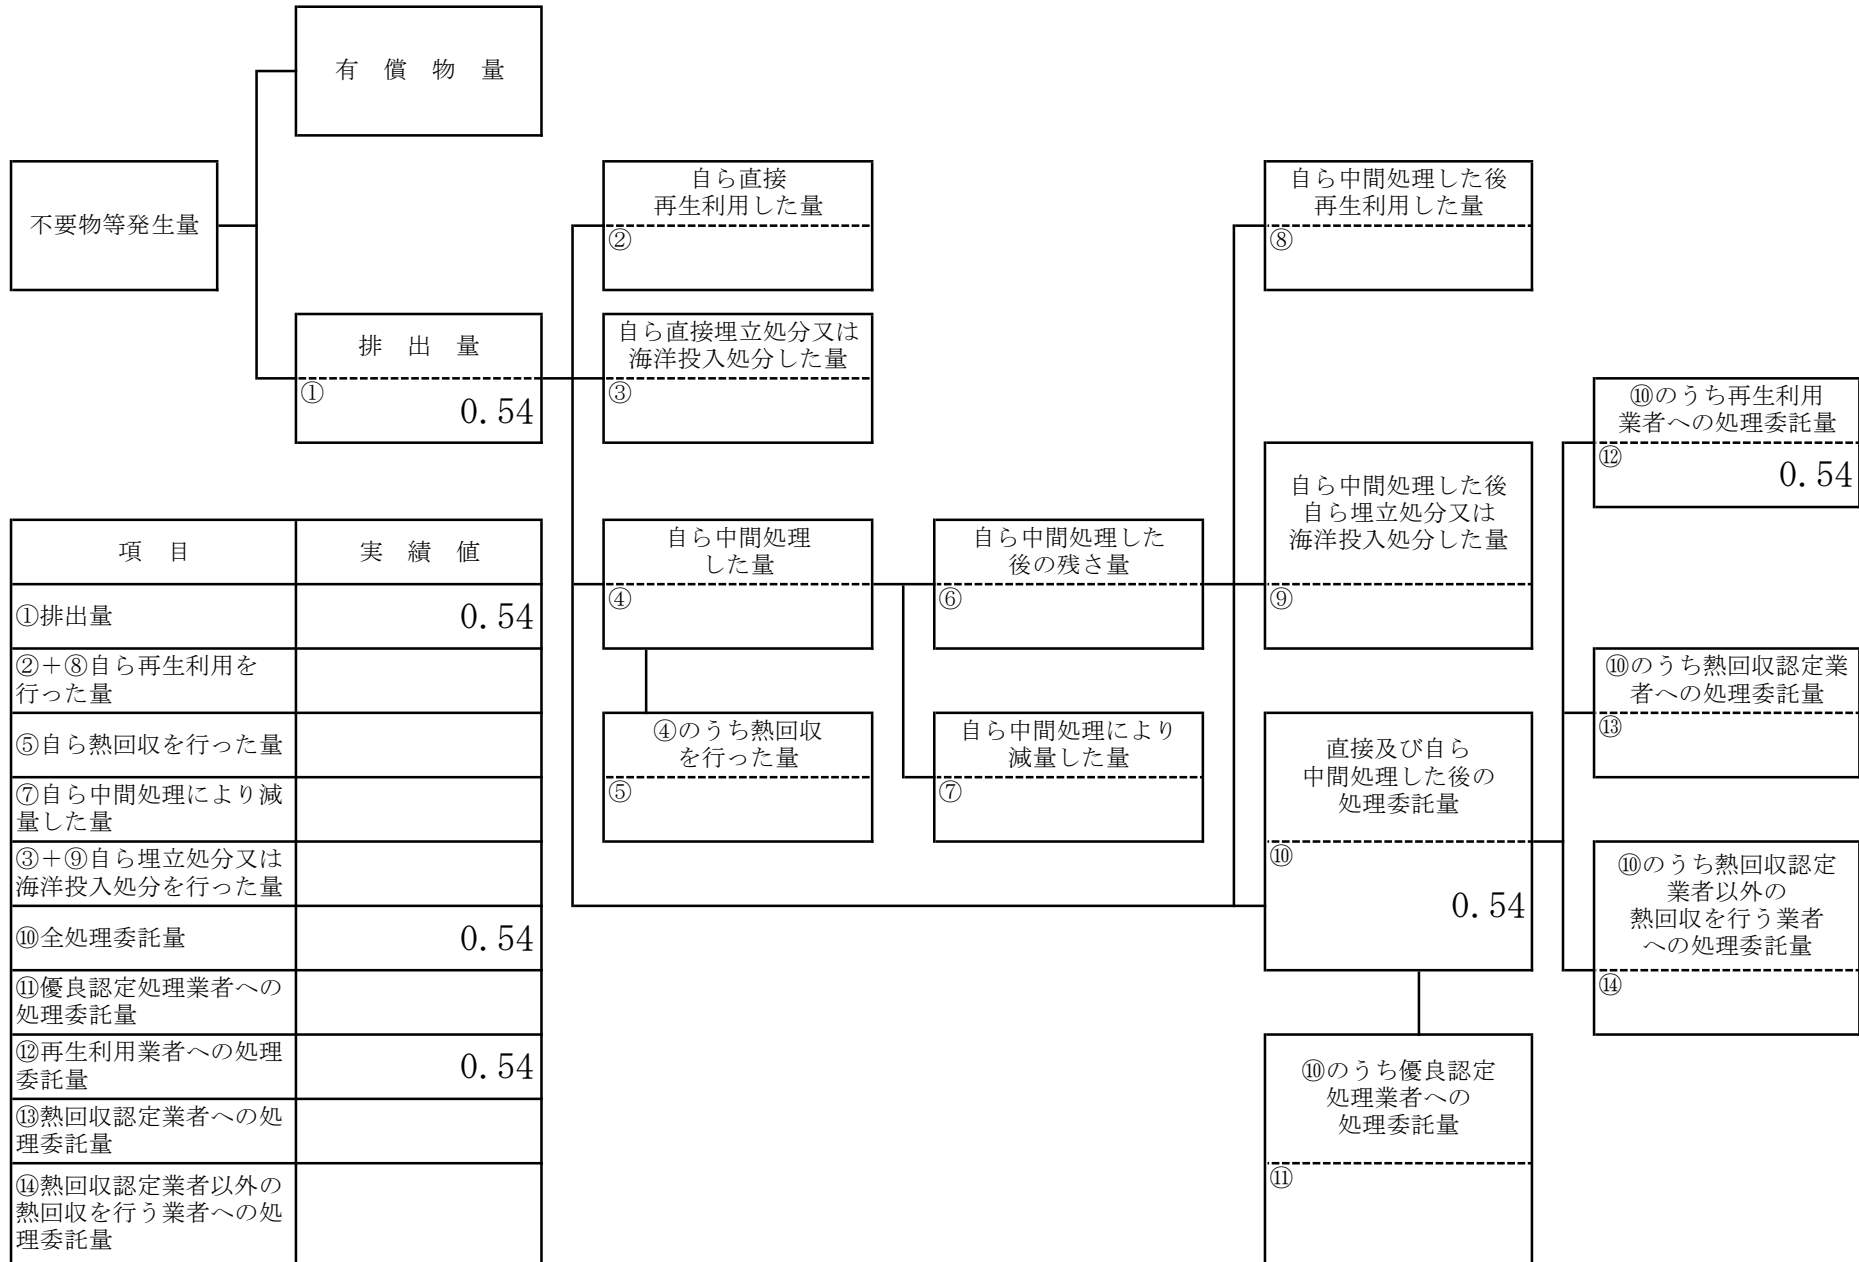 有 償 物 量
不要物等発生量
排 出 量
①
0.54
自ら直接
再生利用した量
②
自ら直接埋立処分又は
海洋投入処分した量
③
自ら中間処理
した量
④
④のうち熱回収
を行った量
⑤
自ら中間処理した
後の残さ量
⑥
自ら中間処理により
減量した量
⑦
自ら中間処理した後
再生利用した量
⑧
自ら中間処理した後
自ら埋立処分又は
海洋投入処分した量
⑨
直接及び自ら
中間処理した後の
処理委託量
⑩
0.54
⑩のうち優良認定
処理業者への
処理委託量
⑪
⑩のうち再生利用
業者への処理委託量
⑫
0.54
⑩のうち熱回収認定業
者への処理委託量
⑬
⑩のうち熱回収認定
業者以外の
熱回収を行う業者
への処理委託量
⑭
項 目 実 績 値
①排出量 0.54
②+⑧自ら再生利用を
行った量
⑤自ら熱回収を行った量
⑦自ら中間処理により減
量した量
③+⑨自ら埋立処分又は
海洋投入処分を行った量
⑩全処理委託量 0.54
⑪優良認定処理業者への
処理委託量
⑫再生利用業者への処理
委託量 0.54
⑬熱回収認定業者への処
理委託量
⑭熱回収認定業者以外の
熱回収を行う業者への処
理委託量